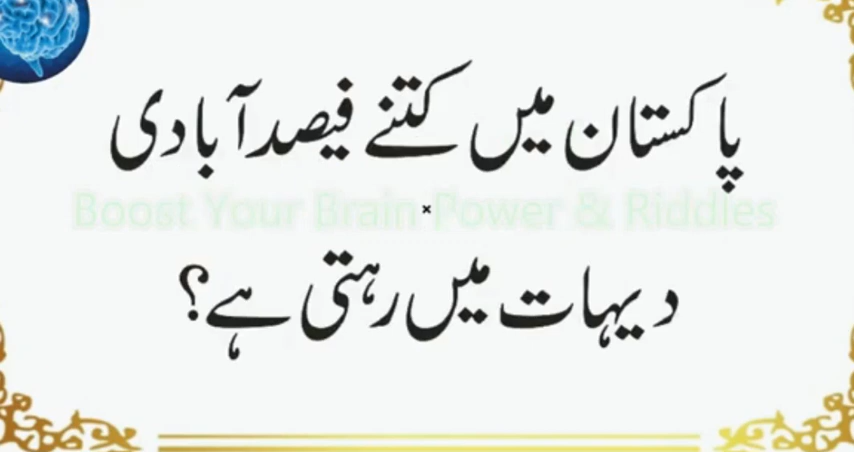 پاکستان میں کتنے فیصد آبادی
Boost Your Brain Power & Riddles
دیہات میں رہتی ہے؟